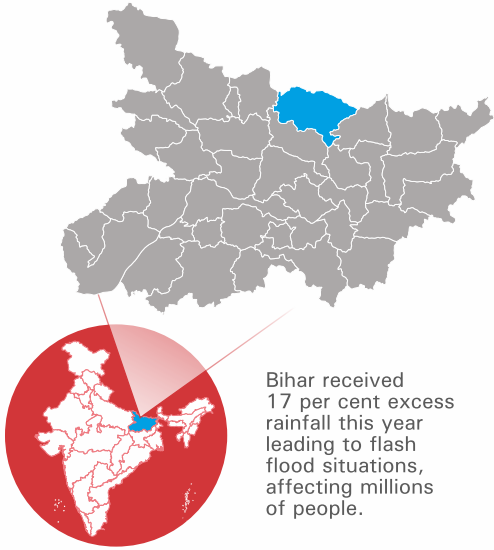 Bihar received
17 per cent excess
rainfall this year
leading to flash
flood situations,
affecting millions
of people.